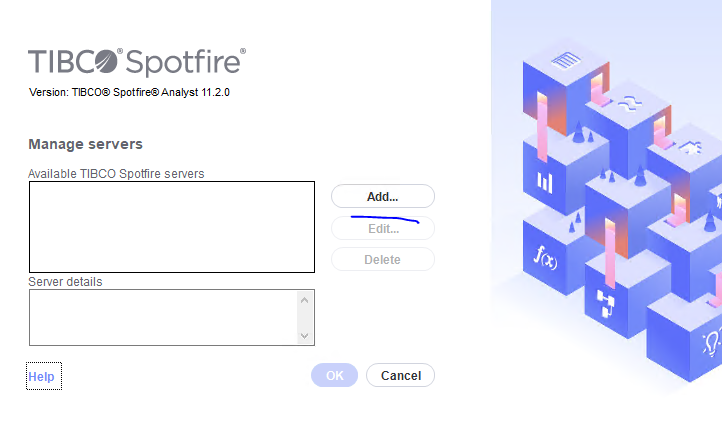 TIBCO® Spotfire®
Version: TIBCO® Spotfire® Analyst 11.2.0
Manage servers
Available TIBCO Spotfire servers
Add...
Edit...
Delete
Server details
Help
OK
Cancel
f(x)